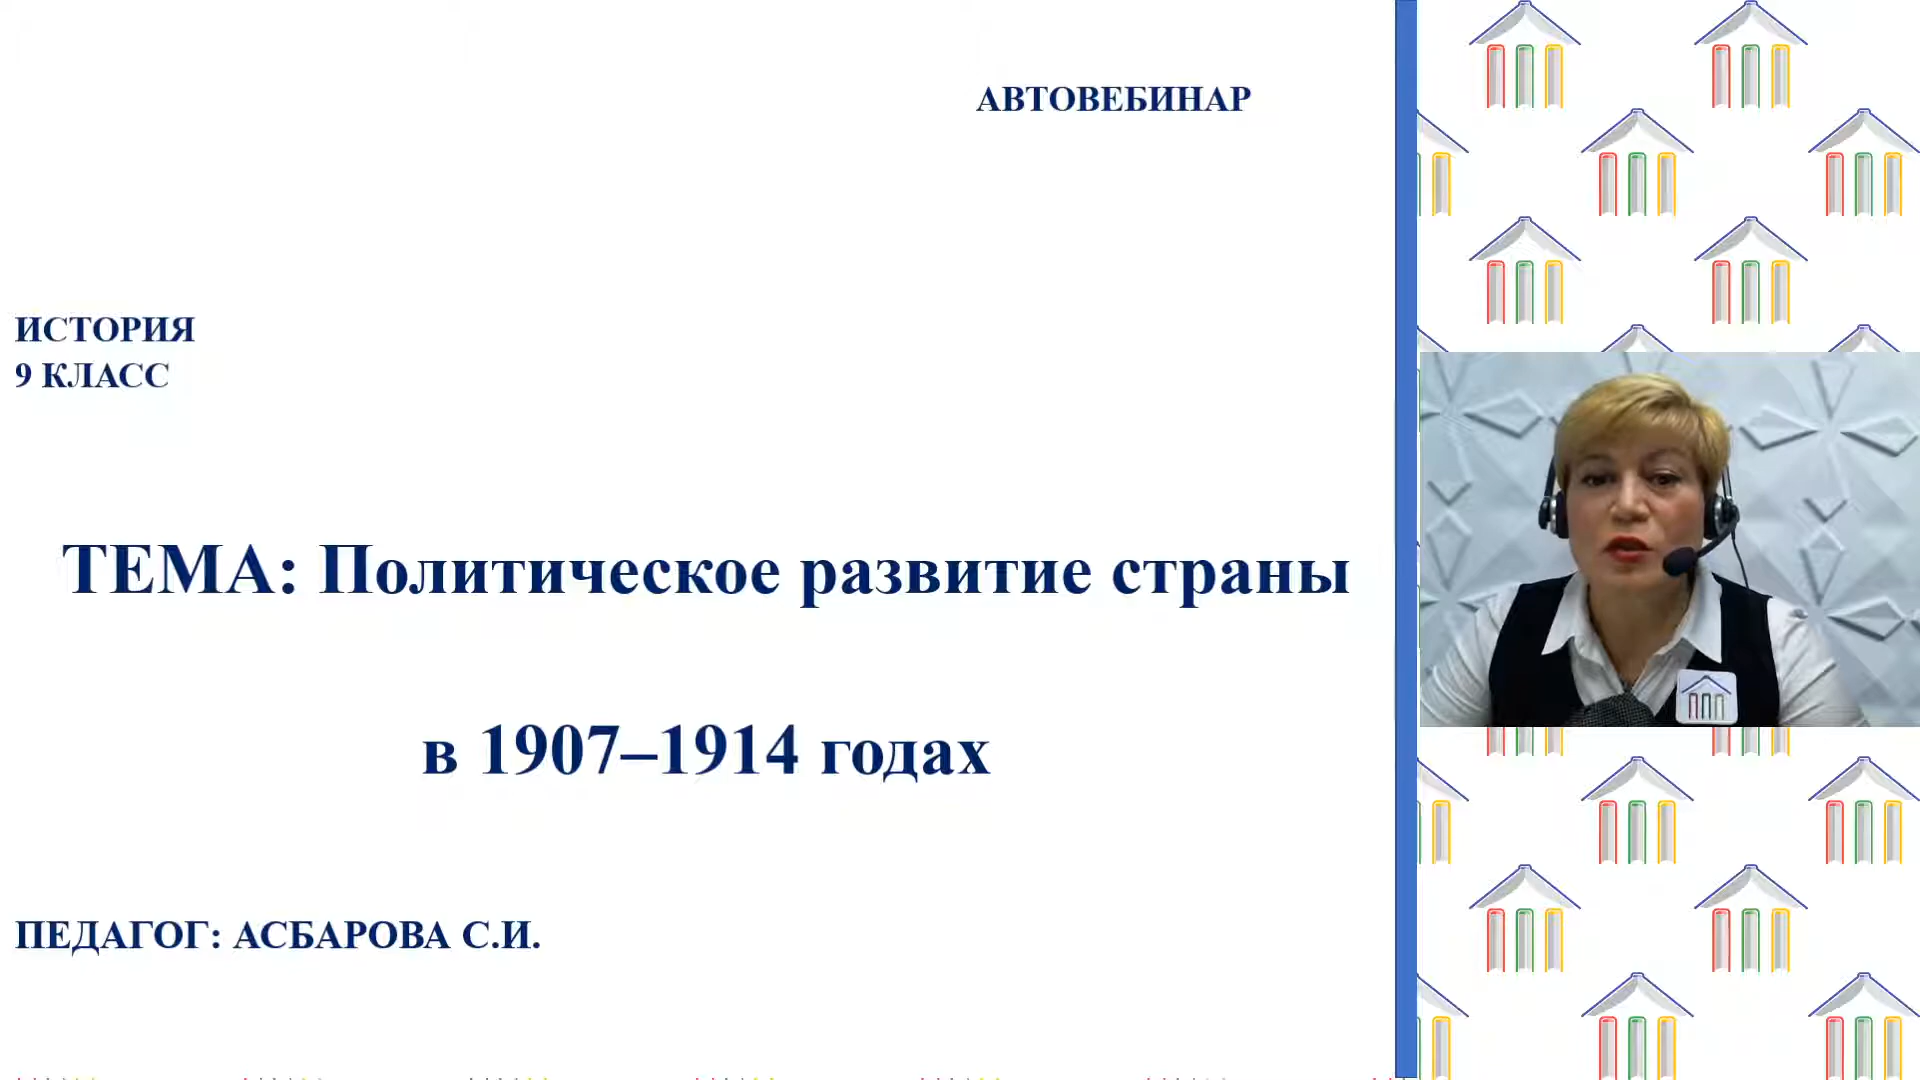 АВТОВЕБИНАР
ИСТОРИЯ
9 КЛАСС
ТЕМА: Политическое развитие страны
в 1907–1914 годах
ПЕДАГОГ: АСБАРОВА С.И.